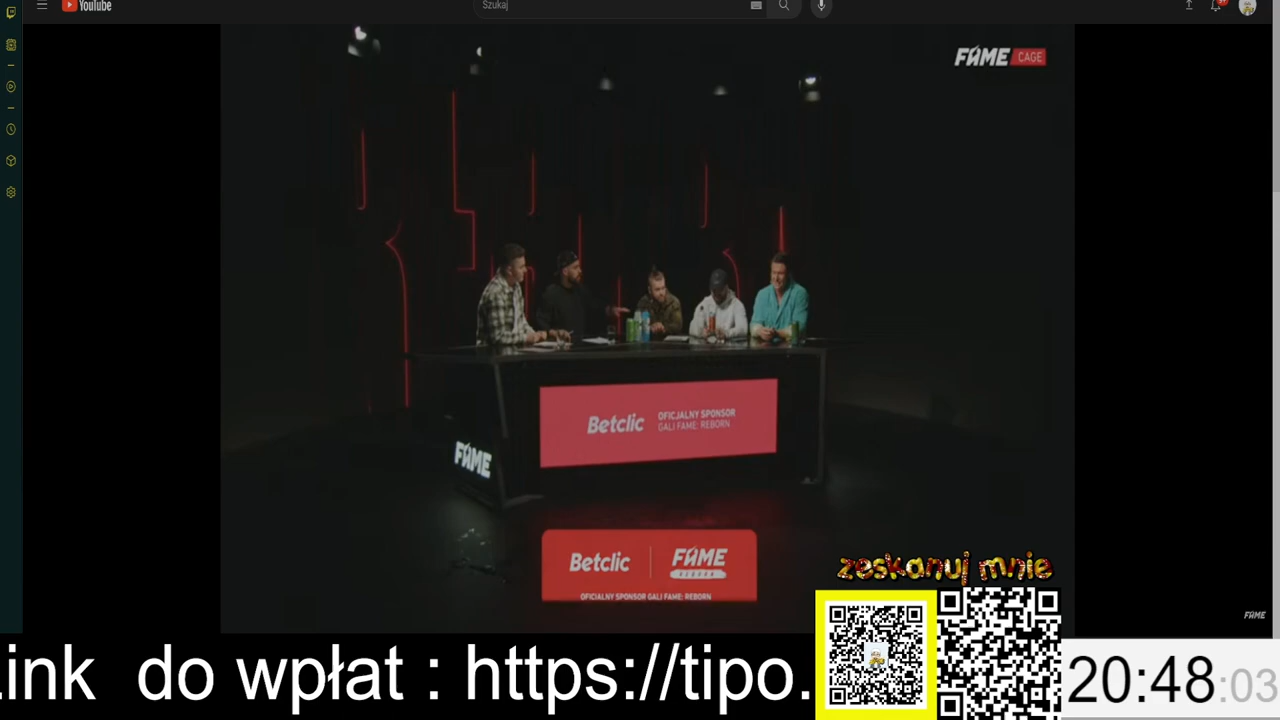 YouTube
Szukaj
FAME CAGE
Betclic OFICJALNY SPONSOR
GALI FAME: REBORN
FAME
Betclic FAME
REBORN
OFICJALNY SPONSOR GALI FAME: REBORN
zeskanuj mnie
FAME
Link do wpłat : https://tipo.
20:48:03